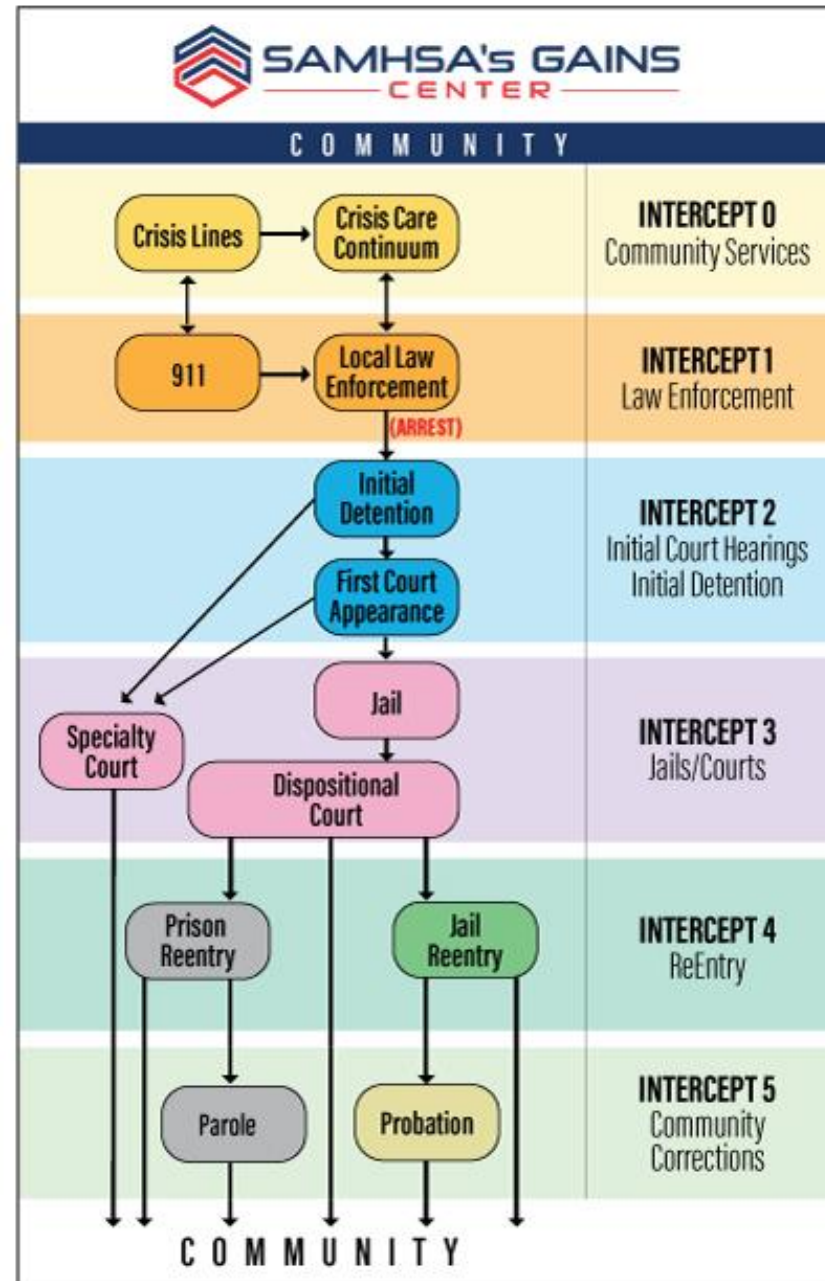 SAMHSA's GAINS
CENTER
COMMUNITY
Crisis Lines
Crisis Care
Continuum
INTERCEPT 0
Community Services
911
Local Law
Enforcement
INTERCEPT 1
Law Enforcement
(ARREST)
Initial
Detention
First Court
Appearance
INTERCEPT 2
Initial Court Hearings
Initial Detention
Jail
Specialty
Court
Dispositional
Court
INTERCEPT 3
Jails/Courts
Prison
Reentry
Jail
Reentry
INTERCEPT 4
ReEntry
Parole
Probation
INTERCEPT 5
Community
Corrections
COMMUNITY